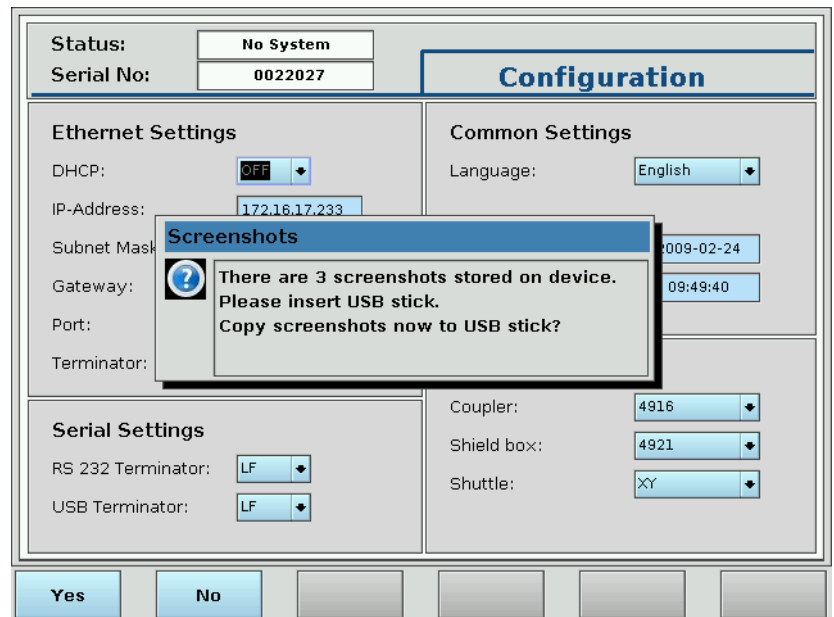 Status: No System
Serial No: 0022027
Configuration
Ethernet Settings
DHCP: OFF
IP-Address: 172.16.17.233
Subnet Mask
Gateway:
Port:
Terminator:
Common Settings
Language: English
2009-02-24
09:49:40
Screenshots
There are 3 screenshots stored on device.
Please insert USB stick.
Copy screenshots now to USB stick?
Serial Settings
RS 232 Terminator: LF
USB Terminator: LF
Coupler: 4916
Shield box: 4921
Shuttle: XY
Yes No